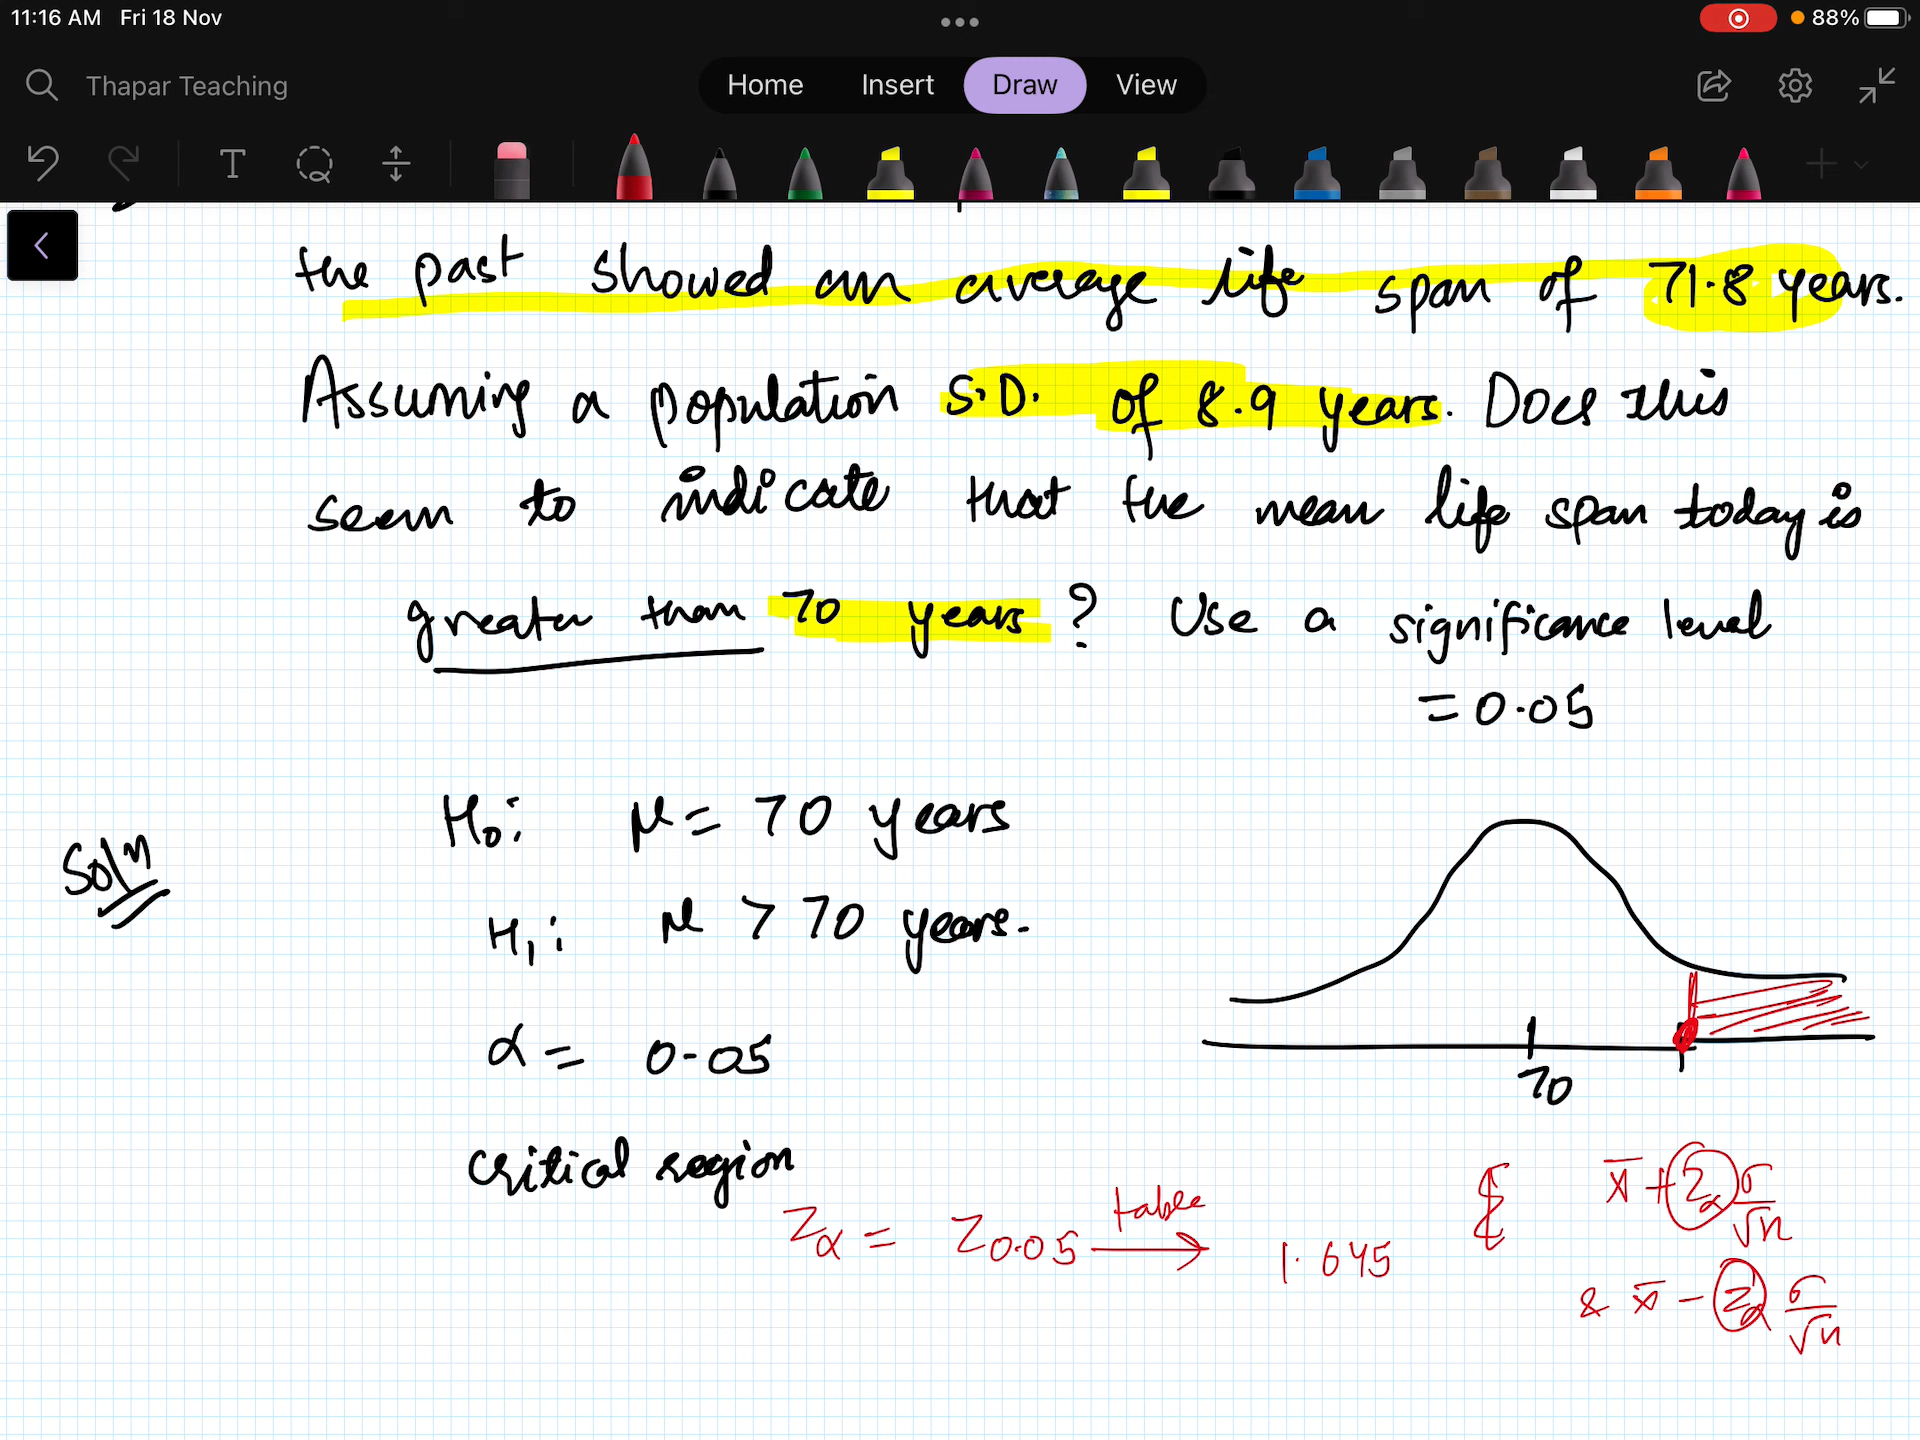 11:16 AM Fri 18 Nov
88%
Thapar Teaching
Home Insert Draw View
T
the past showed an average life span of 71.8 years.
Assuming a population S.D. of 8.9 years. Does this
seem to indicate that the mean life span today is
greater than 70 years ? Use a significance level
= 0.05
Soln
H₀: μ = 70 years
H₁: μ > 70 years.
α = 0.05
70
critical region
Zα = Z0.05 table → 1.645
x̄ + Zα σ/√n
& x̄ - Zα σ/√n